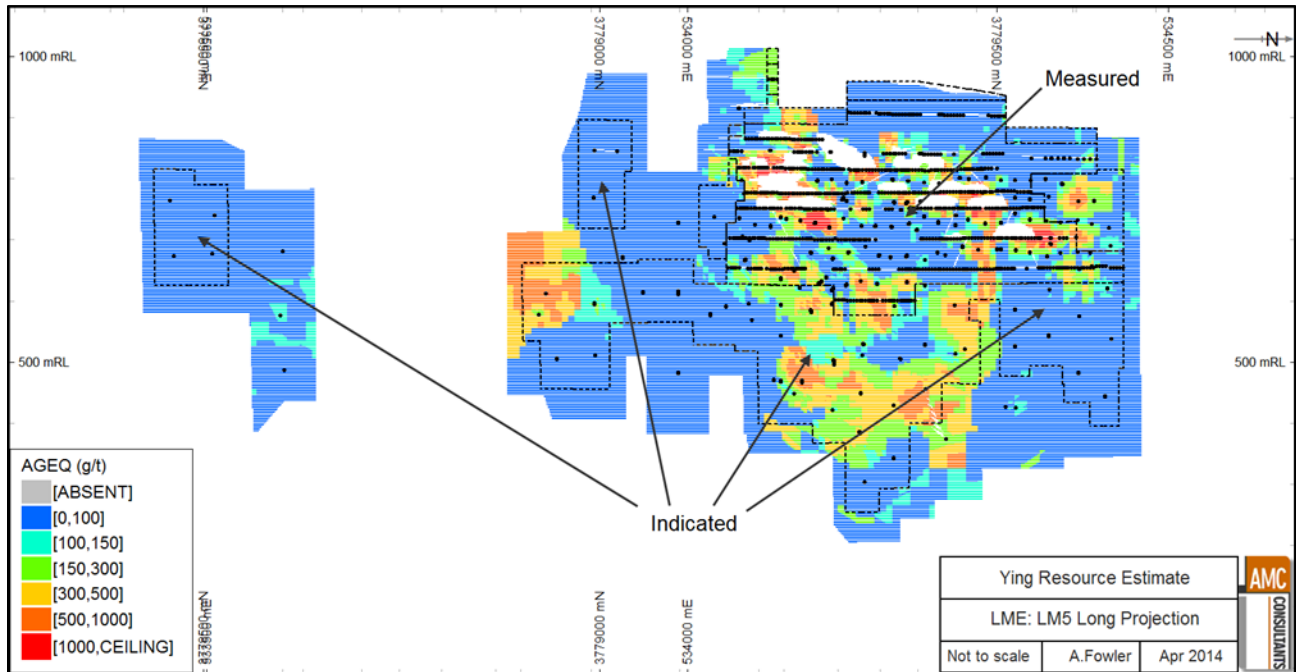 3779000 mN
534000 mE
3779500 mN
534500 mE
N
1000 mRL
1000 mRL
Measured
500 mRL
500 mRL
Indicated
AGEQ (g/t)
[ABSENT]
[0,100]
[100,150]
[150,300]
[300,500]
[500,1000]
[1000,CEILING]
3779000 mN
534000 mE
Ying Resource Estimate
LME: LM5 Long Projection
Not to scale
A.Fowler
Apr 2014
AMC
CONSULTANTS